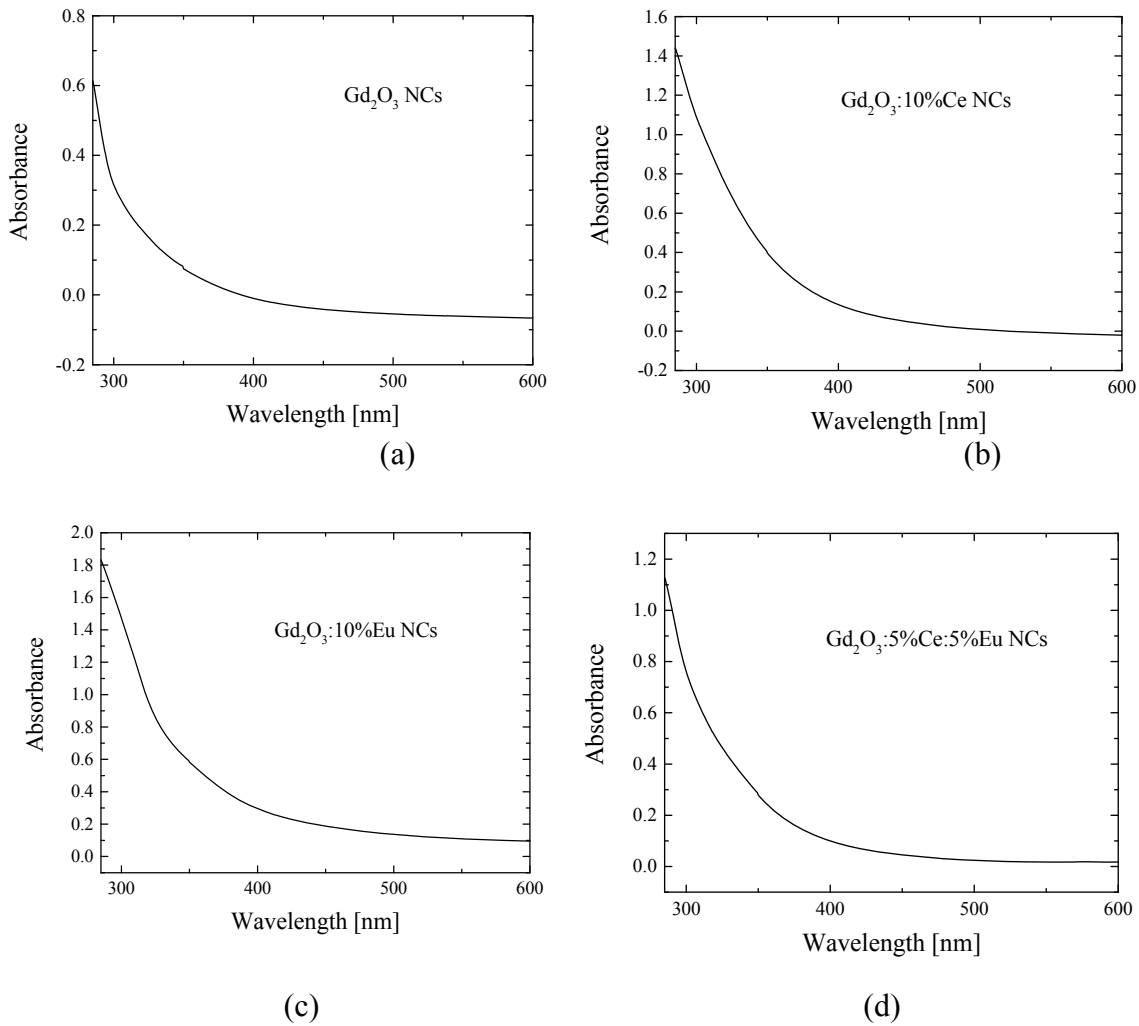 0.8
0.6
0.4
0.2
0.0
-0.2
Absorbance
Gd₂O₃ NCs
300 400 500 600
Wavelength [nm]
(a)
1.6
1.4
1.2
1.0
0.8
0.6
0.4
0.2
0.0
-0.2
Absorbance
Gd₂O₃:10%Ce NCs
300 400 500 600
Wavelength [nm]
(b)
2.0
1.8
1.6
1.4
1.2
1.0
0.8
0.6
0.4
0.2
0.0
Absorbance
Gd₂O₃:10%Eu NCs
300 400 500 600
Wavelength [nm]
(c)
1.2
1.0
0.8
0.6
0.4
0.2
0.0
Absorbance
Gd₂O₃:5%Ce:5%Eu NCs
300 400 500 600
Wavelength [nm]
(d)